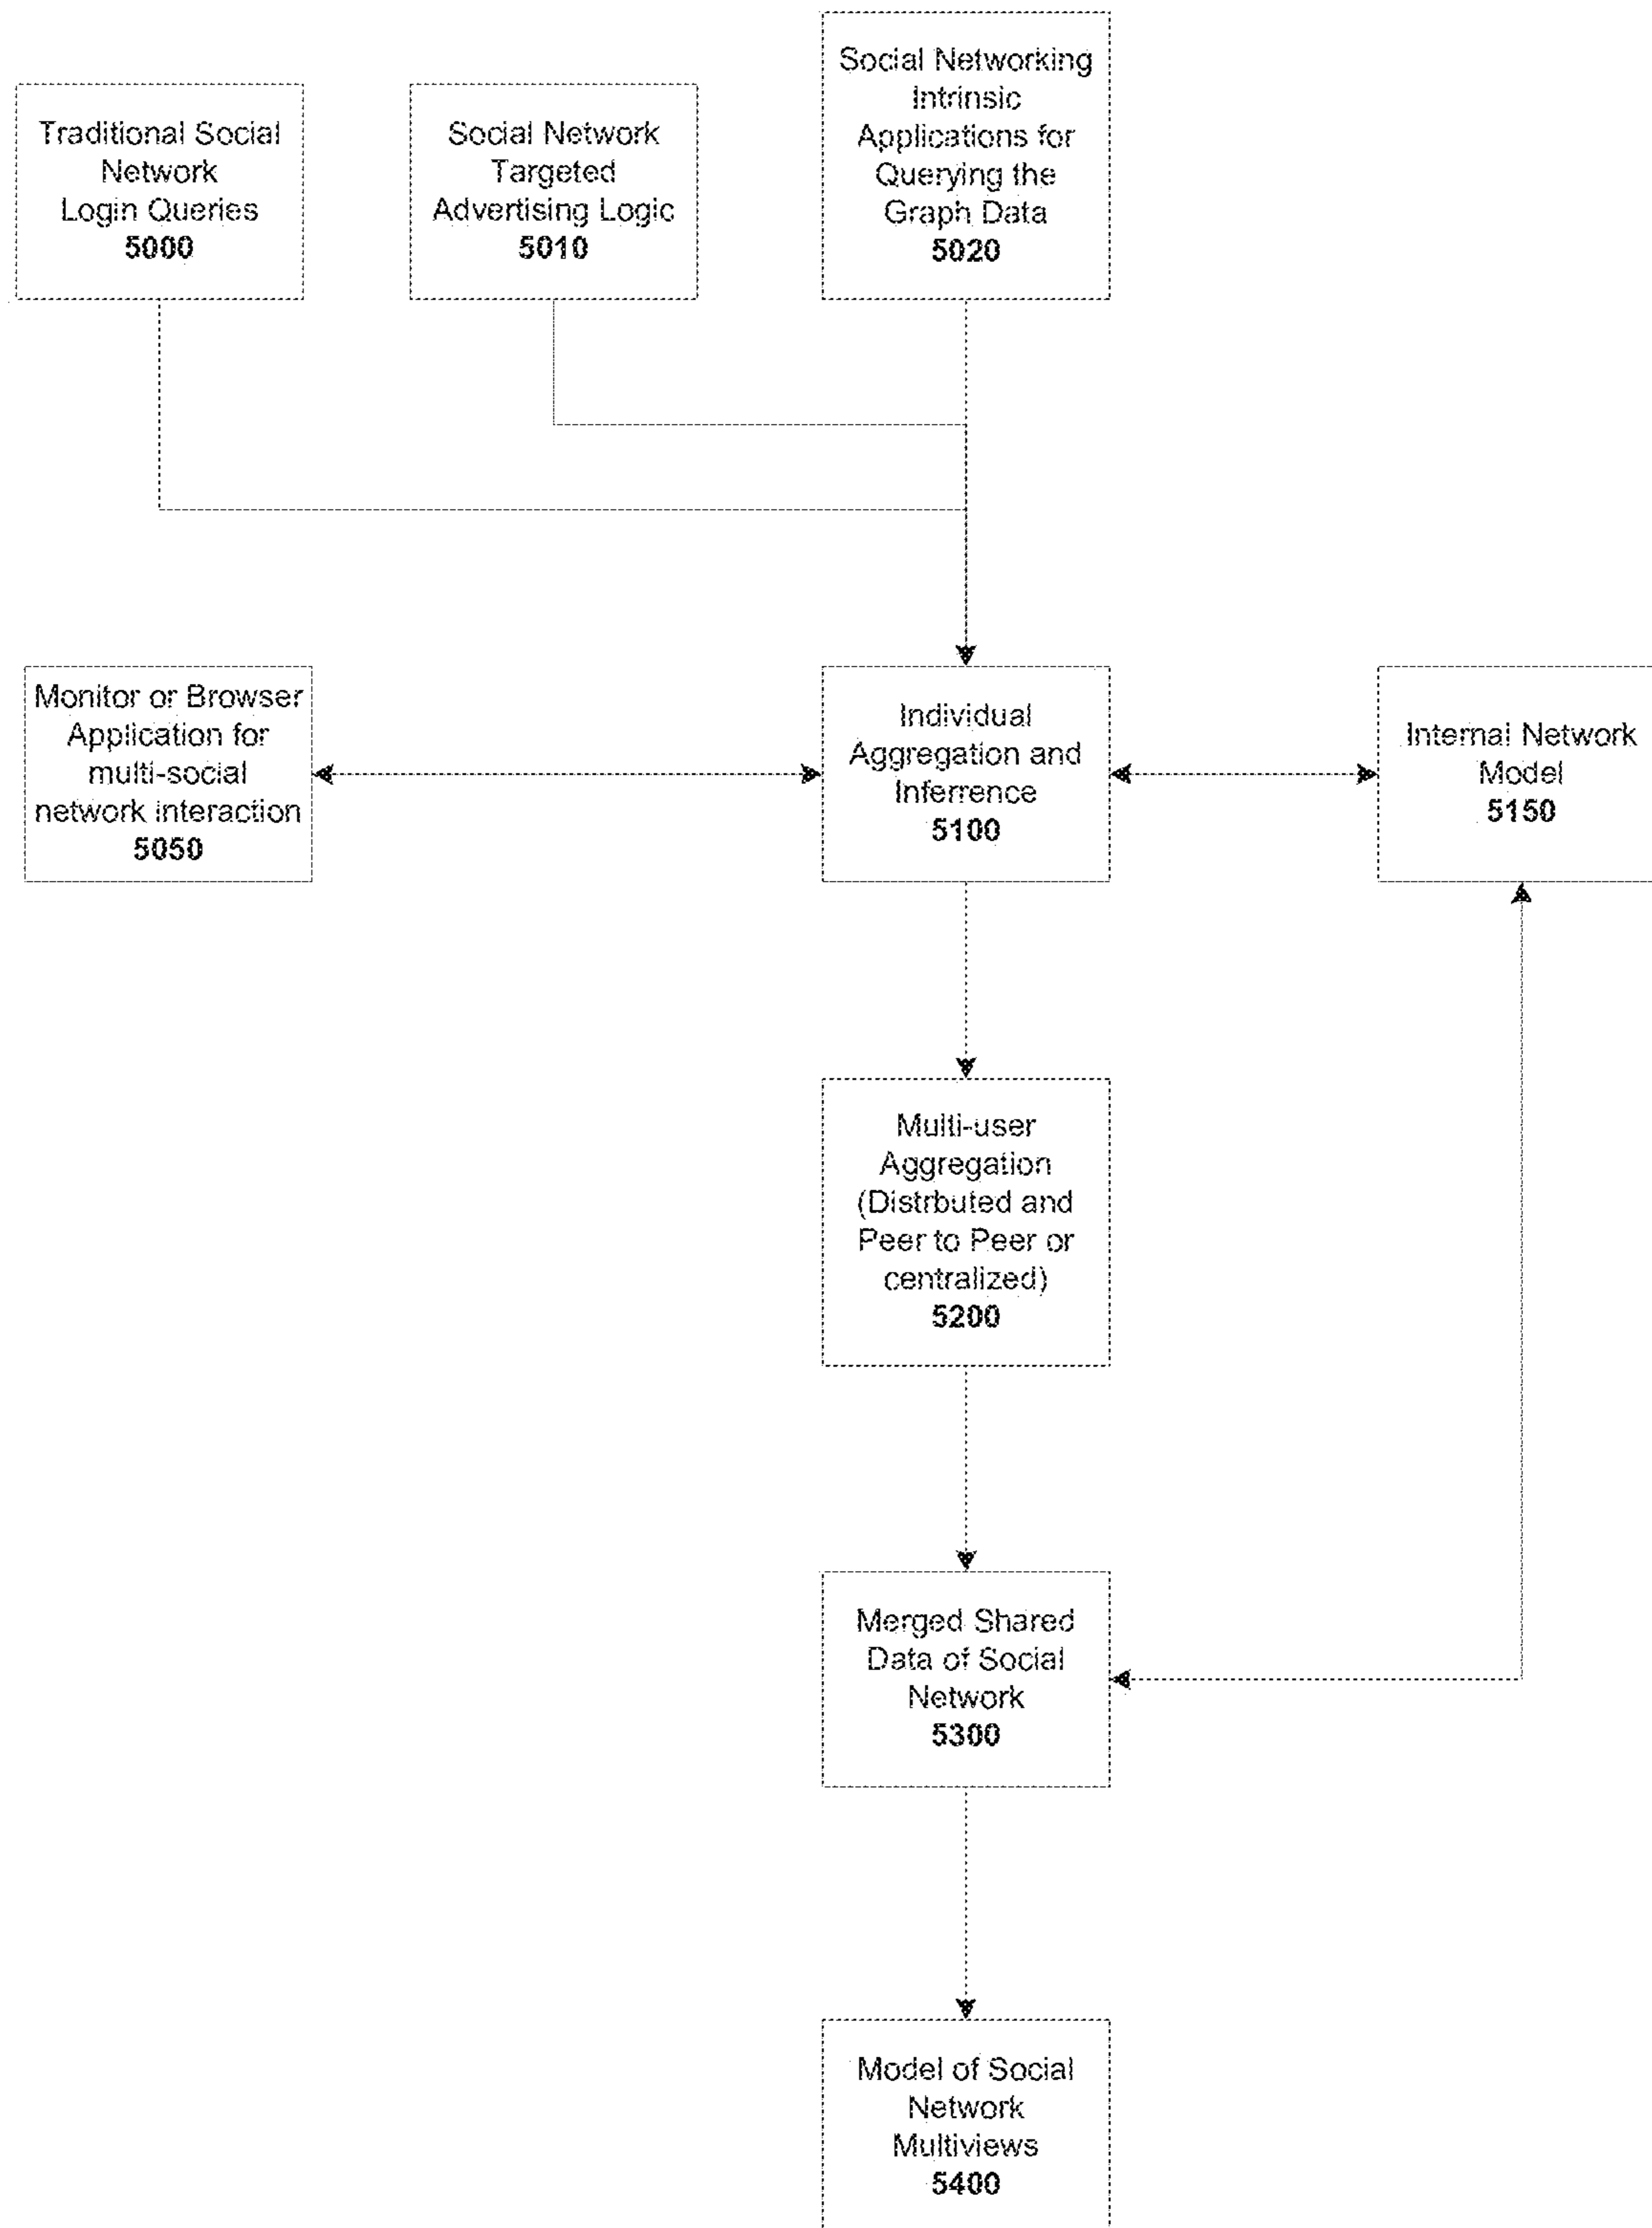 Traditional Social
Network
Login Queries
5000
Social Network
Targeted
Advertising Logic
5010
Social Networking
Intrinsic
Applications for
Querying the
Graph Data
5020
Monitor or Browser
Application for
multi-social
network interaction
5050
Individual
Aggregation and
Inferrence
5100
Internal Network
Model
5150
Multi-user
Aggregation
(Distrbuted and
Peer to Peer or
centralized)
5200
Merged Shared
Data of Social
Network
5300
Model of Social
Network
Multiviews
5400